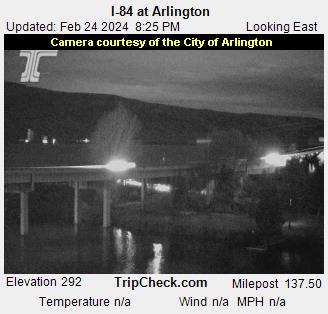 I-84 at Arlington
Updated: Feb 24 2024 8:25 PM Looking East
Camera courtesy of the City of Arlington
Elevation 292 TripCheck.com Milepost 137.50
Temperature n/a Wind n/a MPH n/a